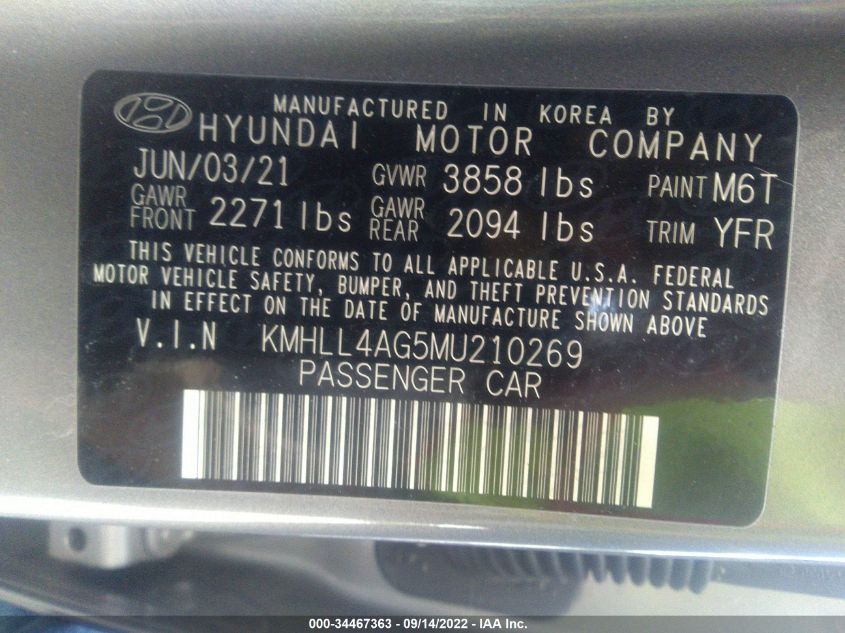 MANUFACTURED IN KOREA BY
HYUNDAI MOTOR COMPANY
JUN/03/21 GVWR 3858 lbs PAINT M6T
GAWR FRONT 2271 lbs GAWR REAR 2094 lbs TRIM YFR
THIS VEHICLE CONFORMS TO ALL APPLICABLE U.S.A. FEDERAL
MOTOR VEHICLE SAFETY, BUMPER, AND THEFT PREVENTION STANDARDS
IN EFFECT ON THE DATE OF MANUFACTURE SHOWN ABOVE
V.I.N KMHLL4AG5MU210269
PASSENGER CAR
000-34467363 - 09/14/2022 - IAA Inc.